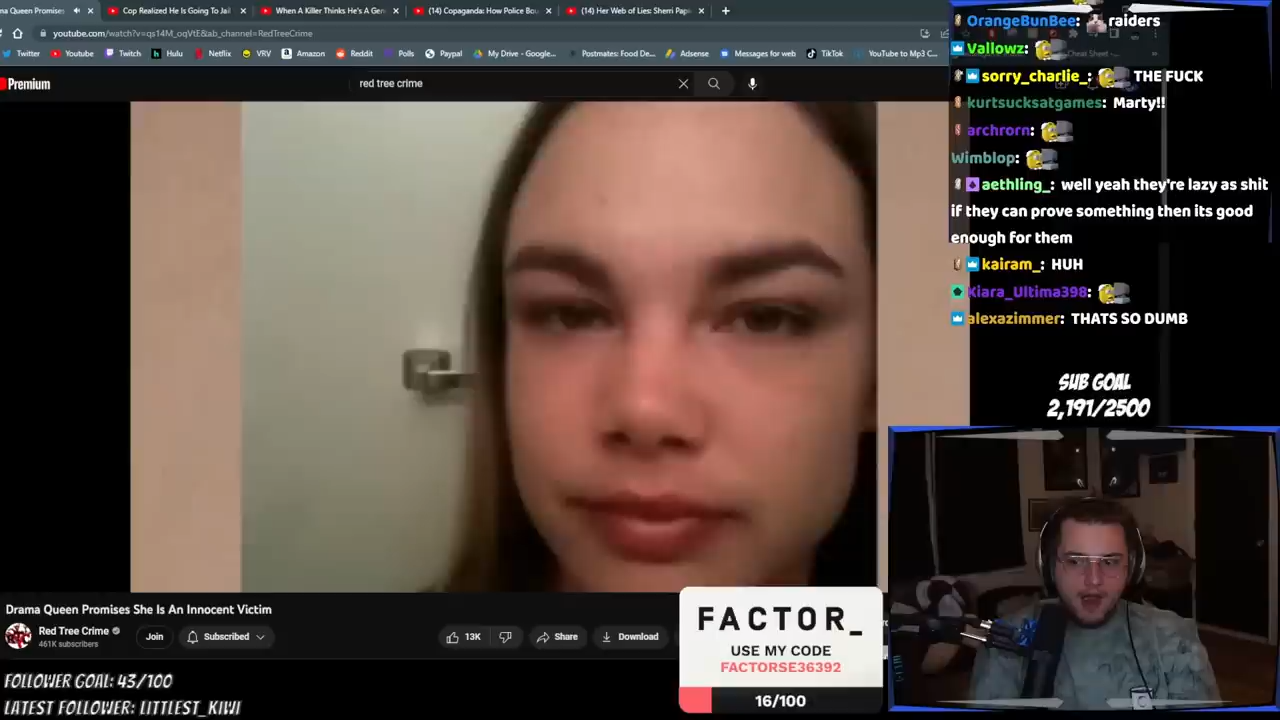 na Queen Promises
Cop Realized He Is Going To Jail
When A Killer Thinks He's A Gen
(14) Copaganda: How Police Bou
(14) Her Web of Lies: Sherri Pap
youtube.com/watch?v=qs14M_oqVtE&ab_channel=RedTreeCrime
Twitter
Youtube
Twitch
Hulu
Netflix
VRV
Amazon
Reddit
Polls
Paypal
My Drive - Google...
Postmates: Food De...
Adsense
Messages for web
TikTok
YouTube to Mp3 C
Premium
red tree crime
OrangeBunBee: raiders
Vallowz:
sorry_charlie_: THE FUCK
kurtsucksatgames: Marty!!
archrorn:
Wimblop:
aethling_: well yeah they're lazy as shit
if they can prove something then its good
enough for them
kairam_: HUH
Kiara_Ultima398:
alexazimmer: THATS SO DUMB
SUB GOAL
2,191/2500
Drama Queen Promises She Is An Innocent Victim
Red Tree Crime
461K subscribers
Join
Subscribed
13K
Share
Download
FACTOR_
USE MY CODE
FACTORSE36392
16/100
FOLLOWER GOAL: 43/100
LATEST FOLLOWER: LITTLEST_KIWI